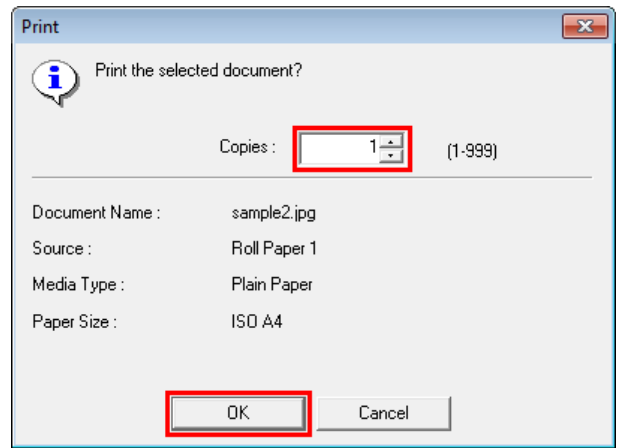 Print
Print the selected document?
Copies : 1 (1-999)
Document Name : sample2.jpg
Source : Roll Paper 1
Media Type : Plain Paper
Paper Size : ISO A4
OK Cancel